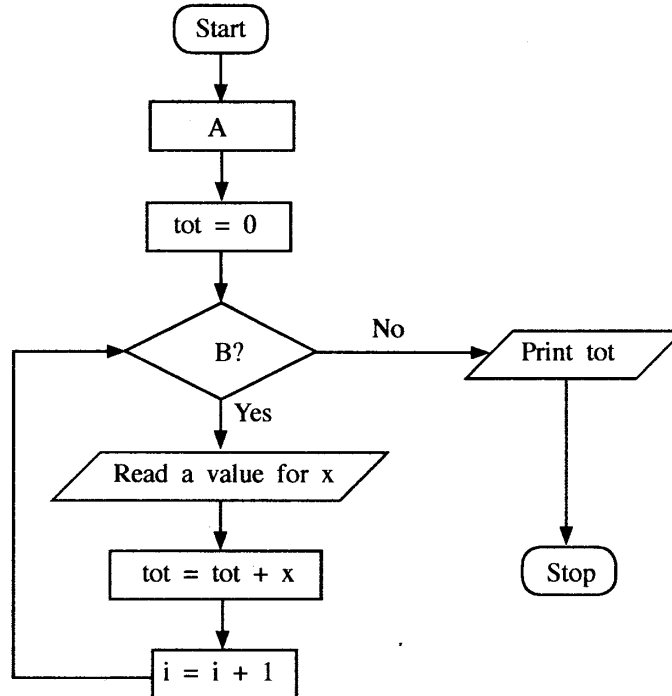 Start
A
tot = 0
B?
No
Print tot
Yes
Read a value for x
tot = tot + x
Stop
i = i + 1